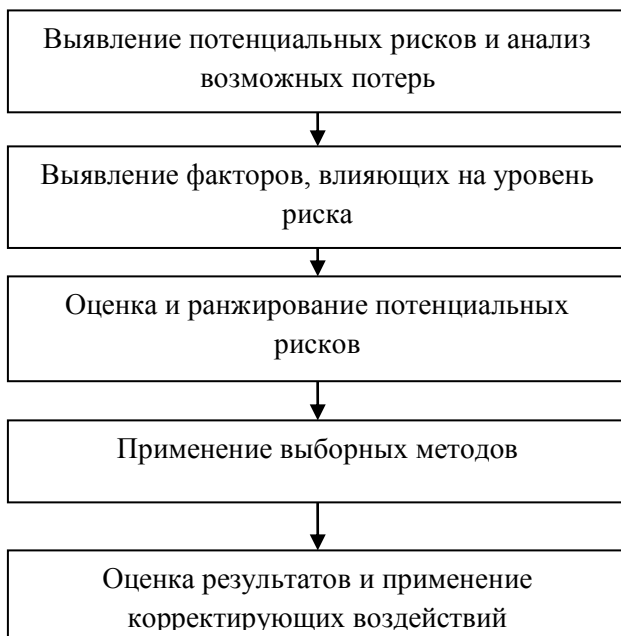 Выявление потенциальных рисков и анализ
возможных потерь
Выявление факторов, влияющих на уровень
риска
Оценка и ранжирование потенциальных
рисков
Применение выборных методов
Оценка результатов и применение
корректирующих воздействий